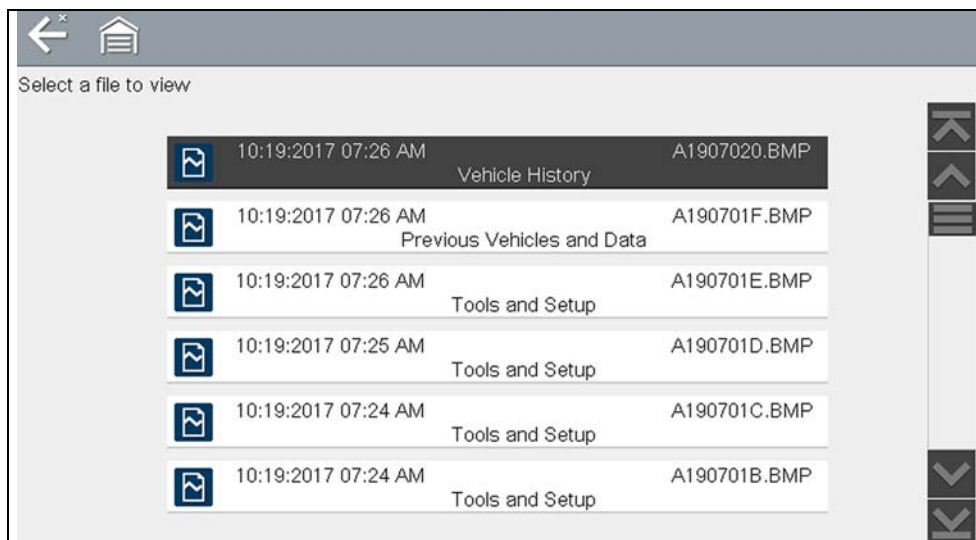 Select a file to view
10:19:2017 07:26 AM A1907020.BMP
Vehicle History
10:19:2017 07:26 AM A190701F.BMP
Previous Vehicles and Data
10:19:2017 07:26 AM A190701E.BMP
Tools and Setup
10:19:2017 07:25 AM A190701D.BMP
Tools and Setup
10:19:2017 07:24 AM A190701C.BMP
Tools and Setup
10:19:2017 07:24 AM A190701B.BMP
Tools and Setup